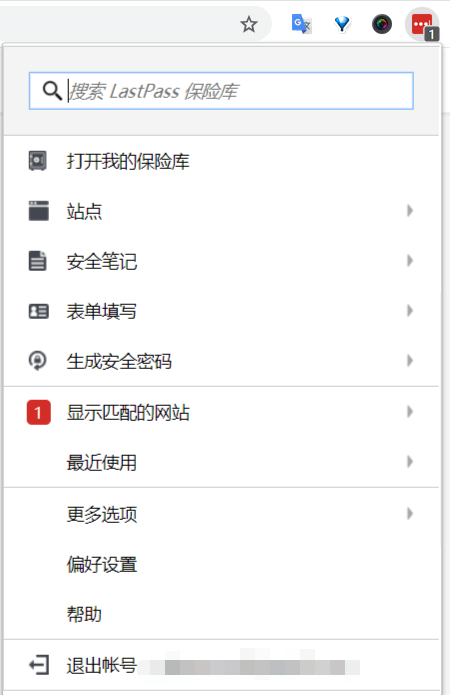 1
搜索 LastPass 保险库
打开我的保险库
站点
安全笔记
表单填写
生成安全密码
1 显示匹配的网站
最近使用
更多选项
偏好设置
帮助
退出帐号